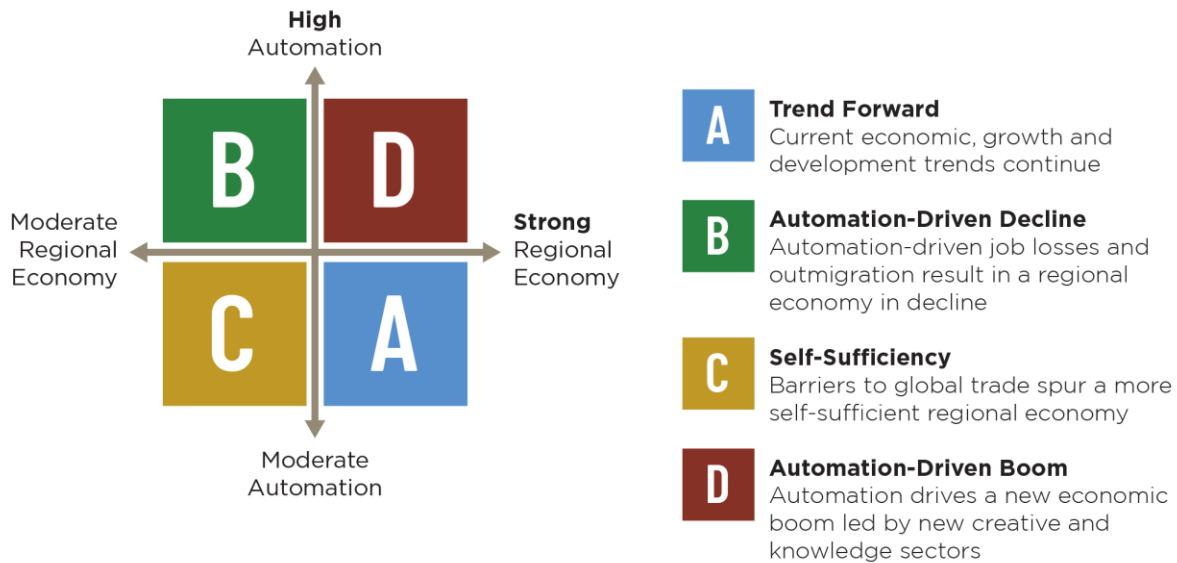 High
Automation
B
D
Moderate
Regional
Economy
Strong
Regional
Economy
C
A
Moderate
Automation
A
Trend Forward
Current economic, growth and
development trends continue
B
Automation-Driven Decline
Automation-driven job losses and
outmigration result in a regional
economy in decline
C
Self-Sufficiency
Barriers to global trade spur a more
self-sufficient regional economy
D
Automation-Driven Boom
Automation drives a new economic
boom led by new creative and
knowledge sectors